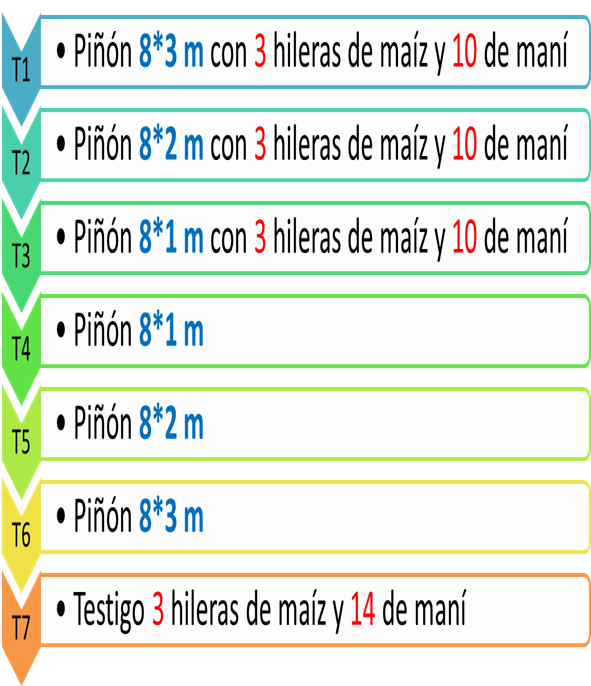 T1
• Piñón 8*3 m con 3 hileras de maíz y 10 de maní
T2
• Piñón 8*2 m con 3 hileras de maíz y 10 de maní
T3
• Piñón 8*1 m con 3 hileras de maíz y 10 de maní
T4
• Piñón 8*1 m
T5
• Piñón 8*2 m
T6
• Piñón 8*3 m
T7
• Testigo 3 hileras de maíz y 14 de maní